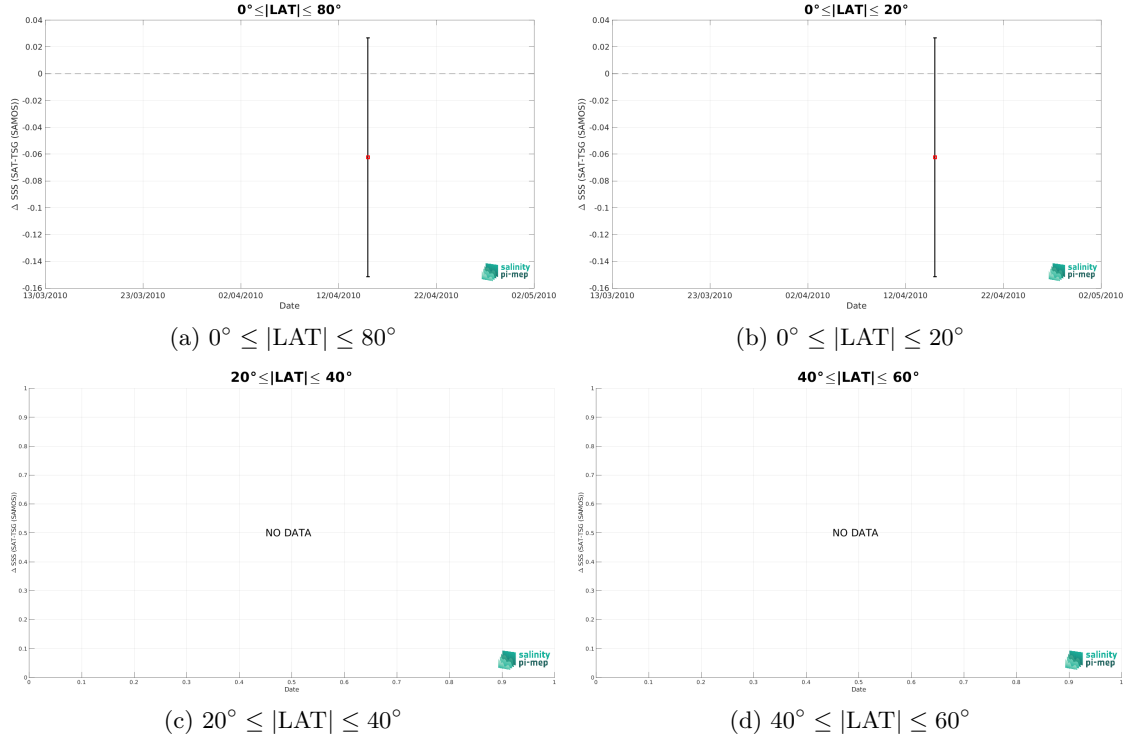 0°≤|LAT|≤ 80°
0.04
0.02
0
-0.02
-0.04
-0.06
-0.08
-0.1
-0.12
-0.14
-0.16
Δ SSS (SAT-TSG (SAMOS))
13/03/2010 23/03/2010 02/04/2010 12/04/2010 22/04/2010 02/05/2010
Date
salinity
pi-mep
(a) 0° ≤ |LAT| ≤ 80°
0°≤|LAT|≤ 20°
0.04
0.02
0
-0.02
-0.04
-0.06
-0.08
-0.1
-0.12
-0.14
-0.16
Δ SSS (SAT-TSG (SAMOS))
13/03/2010 23/03/2010 02/04/2010 12/04/2010 22/04/2010 02/05/2010
Date
salinity
pi-mep
(b) 0° ≤ |LAT| ≤ 20°
20°≤|LAT|≤ 40°
1
0.9
0.8
0.7
0.6
0.5
0.4
0.3
0.2
0.1
0
Δ SSS (SAT-TSG (SAMOS))
NO DATA
0 0.1 0.2 0.3 0.4 0.5 0.6 0.7 0.8 0.9 1
Date
salinity
pi-mep
(c) 20° ≤ |LAT| ≤ 40°
40°≤|LAT|≤ 60°
1
0.9
0.8
0.7
0.6
0.5
0.4
0.3
0.2
0.1
0
Δ SSS (SAT-TSG (SAMOS))
NO DATA
0 0.1 0.2 0.3 0.4 0.5 0.6 0.7 0.8 0.9 1
Date
salinity
pi-mep
(d) 40° ≤ |LAT| ≤ 60°